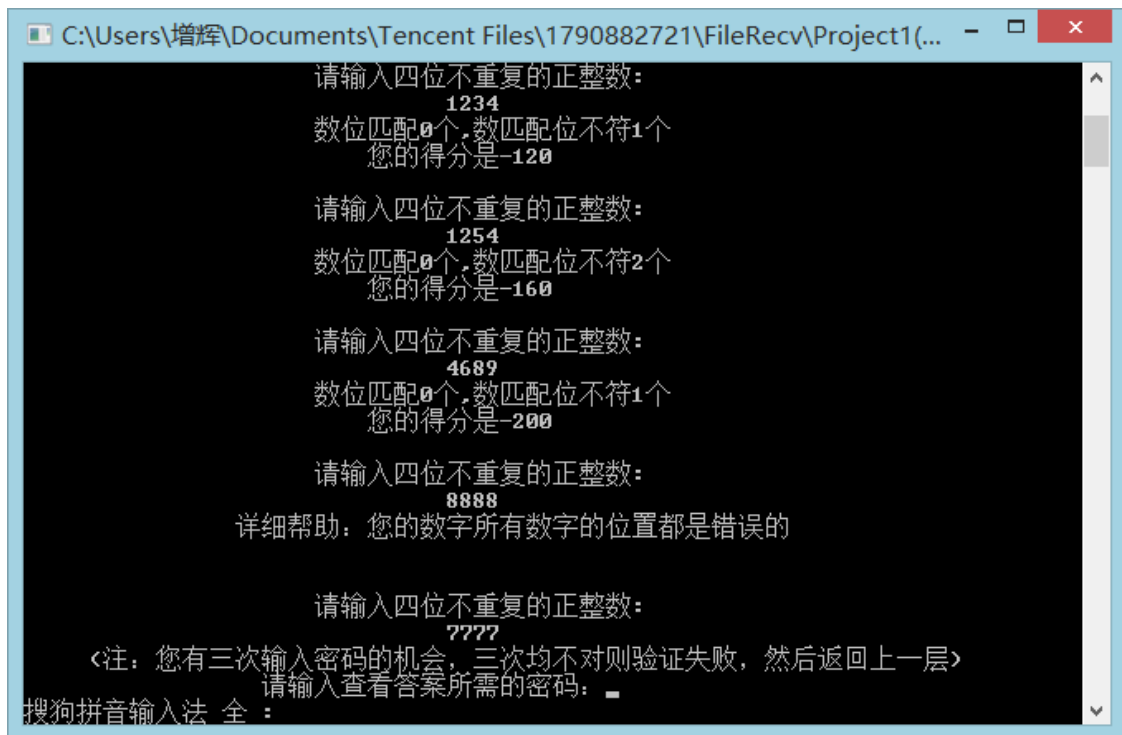 C:\Users\增辉\Documents\Tencent Files\1790882721\FileRecv\Project1(...
请输入四位不重复的正整数:
1234
数位匹配0个,数匹配位不符1个
您的得分是-120
请输入四位不重复的正整数:
1254
数位匹配0个,数匹配位不符2个
您的得分是-160
请输入四位不重复的正整数:
4689
数位匹配0个,数匹配位不符1个
您的得分是-200
请输入四位不重复的正整数:
8888
详细帮助：您的数字所有数字的位置都是错误的
请输入四位不重复的正整数:
7777
<注：您有三次输入密码的机会，三次均不对则验证失败，然后返回上一层>
请输入查看答案所需的密码：
搜狗拼音输入法 全 :